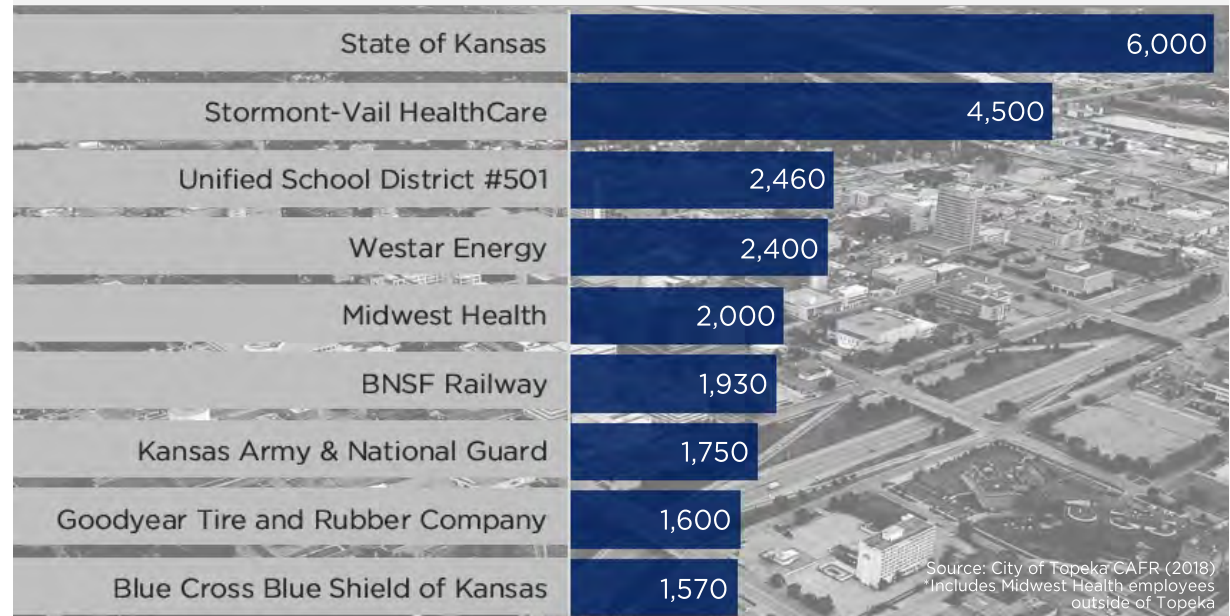 State of Kansas 6,000
Stormont-Vail HealthCare 4,500
Unified School District #501 2,460
Westar Energy 2,400
Midwest Health 2,000
BNSF Railway 1,930
Kansas Army & National Guard 1,750
Goodyear Tire and Rubber Company 1,600
Blue Cross Blue Shield of Kansas 1,570
Source: City of Topeka CAFR (2018)
*Includes Midwest Health employees
outside of Topeka